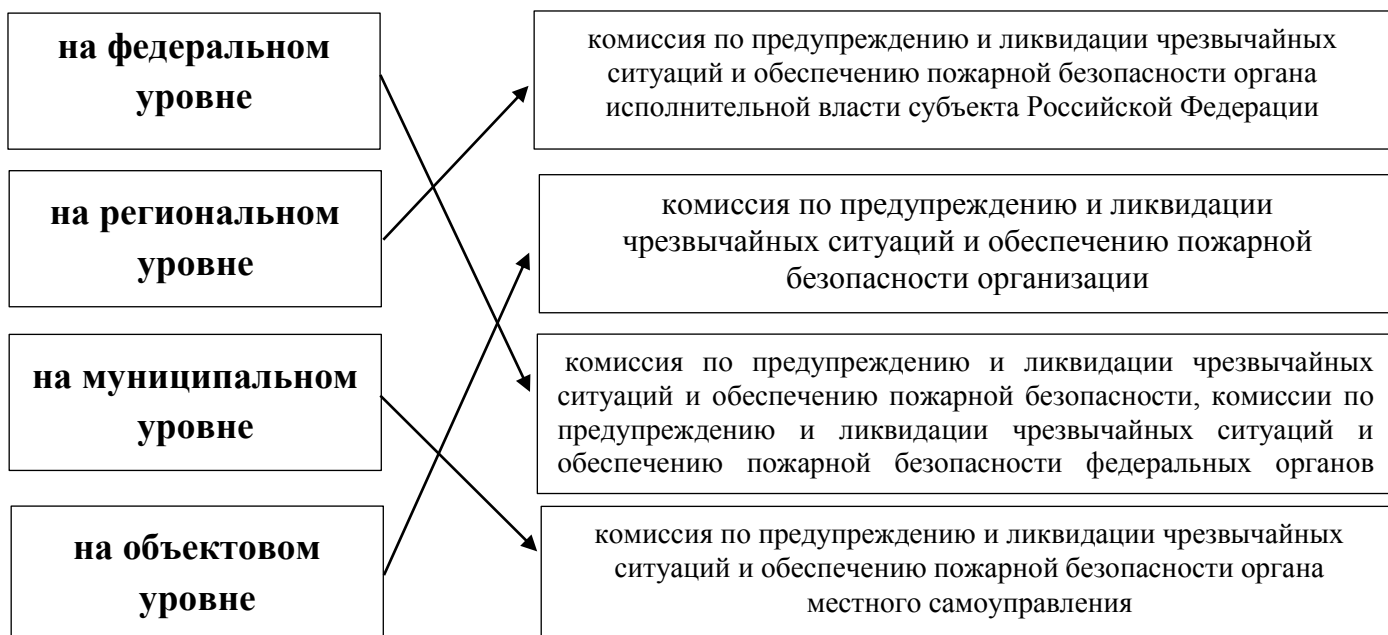 на федеральном
уровне
комиссия по предупреждению и ликвидации чрезвычайных
ситуаций и обеспечению пожарной безопасности органа
исполнительной власти субъекта Российской Федерации
на региональном
уровне
комиссия по предупреждению и ликвидации
чрезвычайных ситуаций и обеспечению пожарной
безопасности организации
на муниципальном
уровне
комиссия по предупреждению и ликвидации чрезвычайных
ситуаций и обеспечению пожарной безопасности, комиссии по
предупреждению и ликвидации чрезвычайных ситуаций и
обеспечению пожарной безопасности федеральных органов
на объектовом
уровне
комиссия по предупреждению и ликвидации чрезвычайных
ситуаций и обеспечению пожарной безопасности органа
местного самоуправления